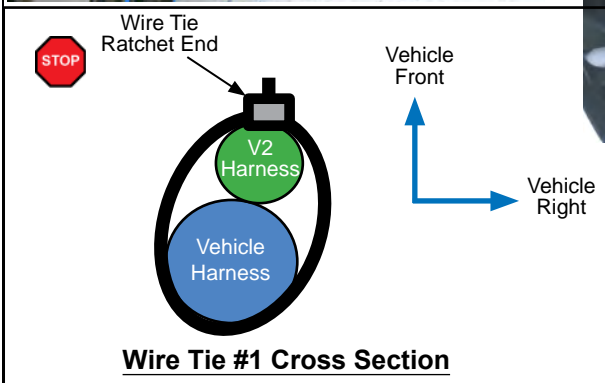 Wire Tie
Ratchet End
STOP
Vehicle
Front
V2
Harness
Vehicle
Right
Vehicle
Harness
Wire Tie #1 Cross Section